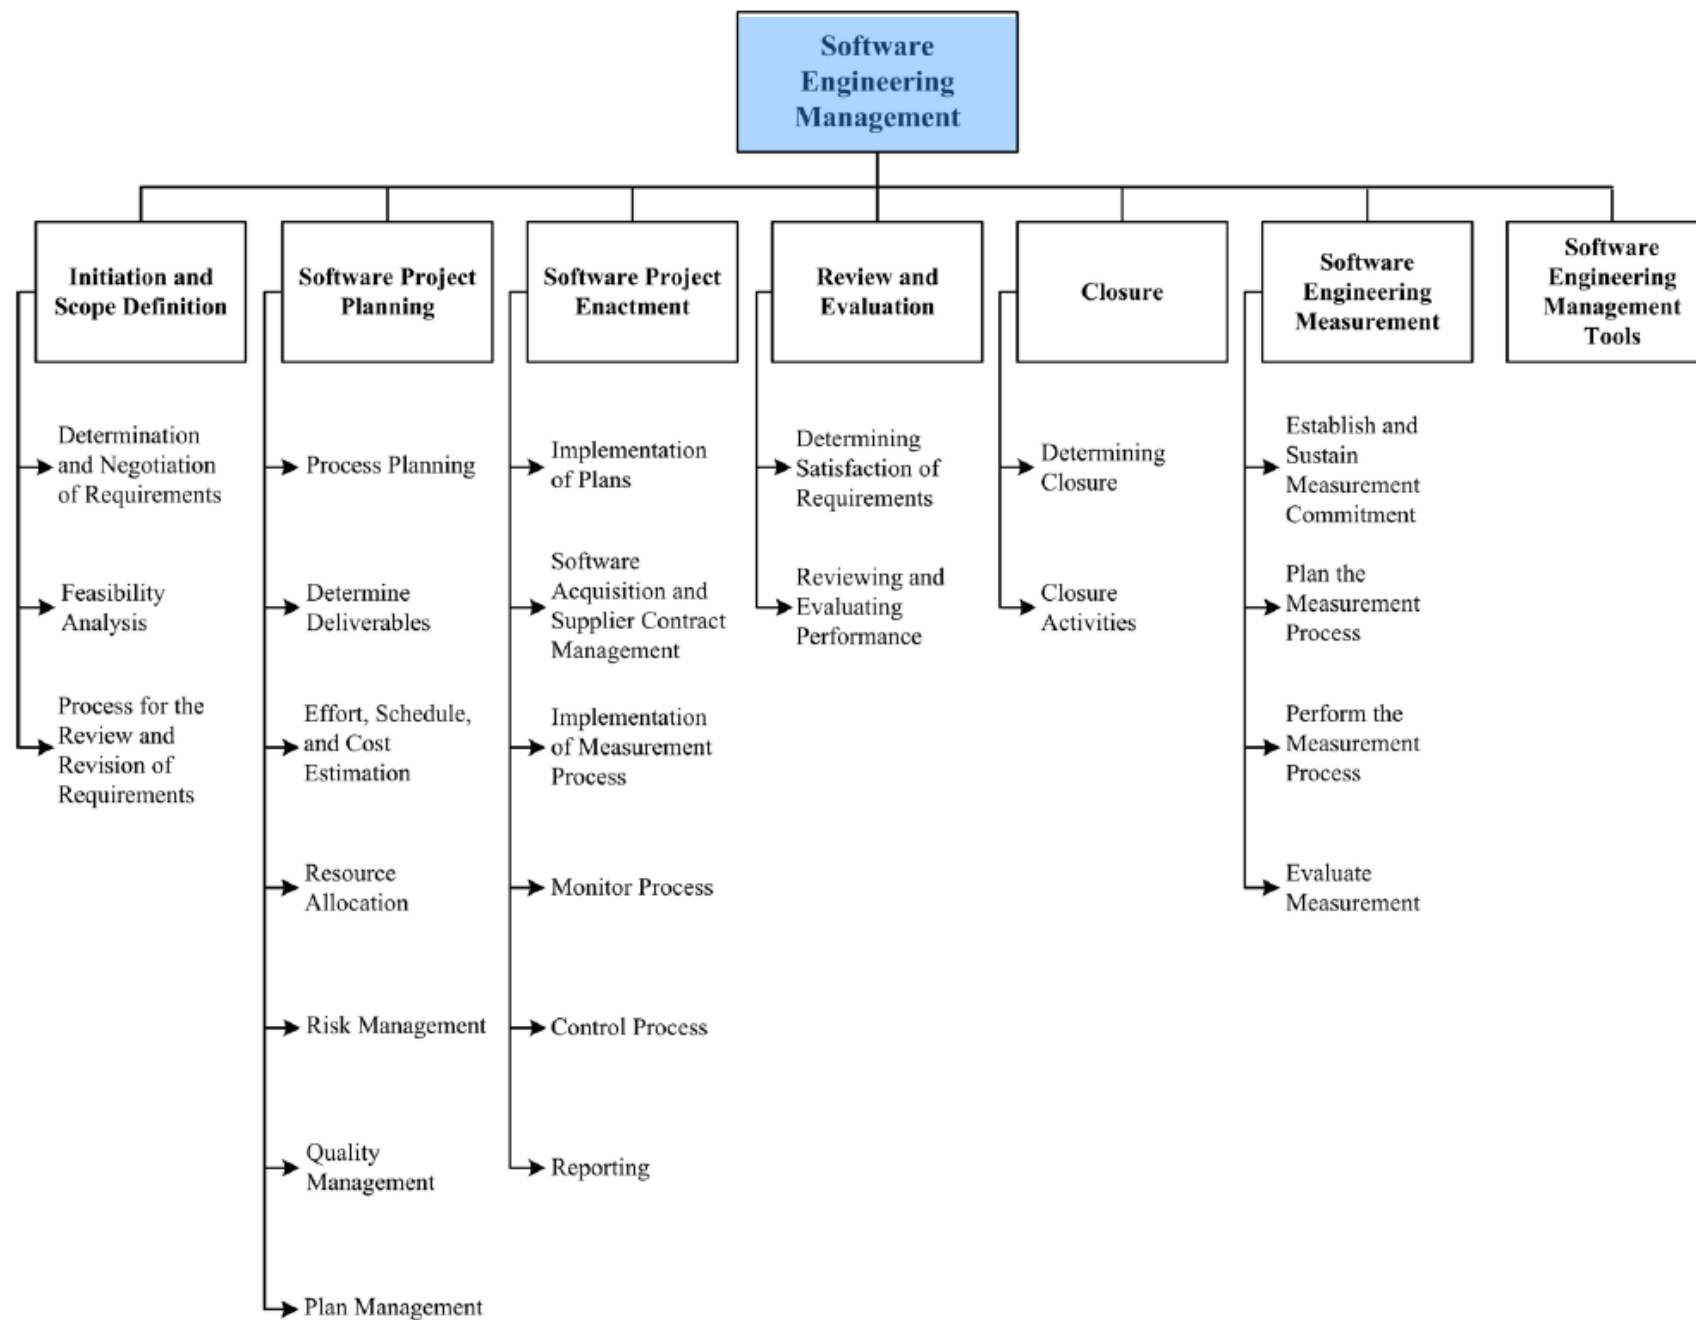 Software
Engineering
Management
Initiation and
Scope Definition
Software Project
Planning
Software Project
Enactment
Review and
Evaluation
Closure
Software
Engineering
Measurement
Software
Engineering
Management
Tools
Determination
and Negotiation
of Requirements
Feasibility
Analysis
Process for the
Review and
Revision of
Requirements
Process Planning
Determine
Deliverables
Effort, Schedule,
and Cost
Estimation
Resource
Allocation
Risk Management
Quality
Management
Plan Management
Implementation
of Plans
Software
Acquisition and
Supplier Contract
Management
Implementation
of Measurement
Process
Monitor Process
Control Process
Reporting
Determining
Satisfaction of
Requirements
Reviewing and
Evaluating
Performance
Determining
Closure
Closure
Activities
Establish and
Sustain
Measurement
Commitment
Plan the
Measurement
Process
Perform the
Measurement
Process
Evaluate
Measurement